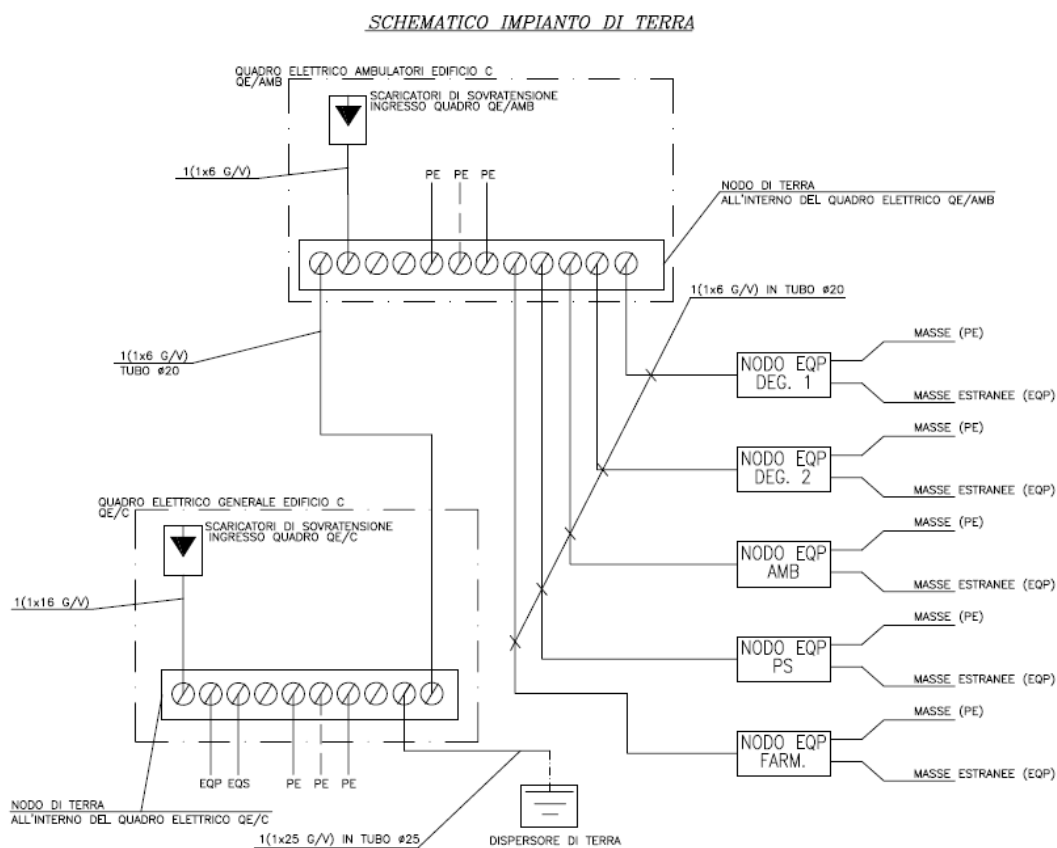 SCHEMATICO IMPIANTO DI TERRA
QUADRO ELETTRICO AMBULATORI EDIFICIO C
QE/AMB
SCARICATORI DI SOVRATENSIONE
INGRESSO QUADRO QE/AMB
1(1x6 G/V)
PE
PE
PE
NODO DI TERRA
ALL'INTERNO DEL QUADRO ELETTRICO QE/AMB
1(1x6 G/V) IN TUBO ø20
1(1x6 G/V)
TUBO ø20
NODO EQP
DEG. 1
MASSE (PE)
MASSE ESTRANEE (EQP)
NODO EQP
DEG. 2
MASSE (PE)
MASSE ESTRANEE (EQP)
NODO EQP
AMB
MASSE (PE)
MASSE ESTRANEE (EQP)
NODO EQP
PS
MASSE (PE)
MASSE ESTRANEE (EQP)
NODO EQP
FARM.
MASSE (PE)
MASSE ESTRANEE (EQP)
QUADRO ELETTRICO GENERALE EDIFICIO C
QE/C
SCARICATORI DI SOVRATENSIONE
INGRESSO QUADRO QE/C
1(1x16 G/V)
EQP
EQS
PE
PE
PE
NODO DI TERRA
ALL'INTERNO DEL QUADRO ELETTRICO QE/C
1(1x25 G/V) IN TUBO ø25
DISPERSORE DI TERRA